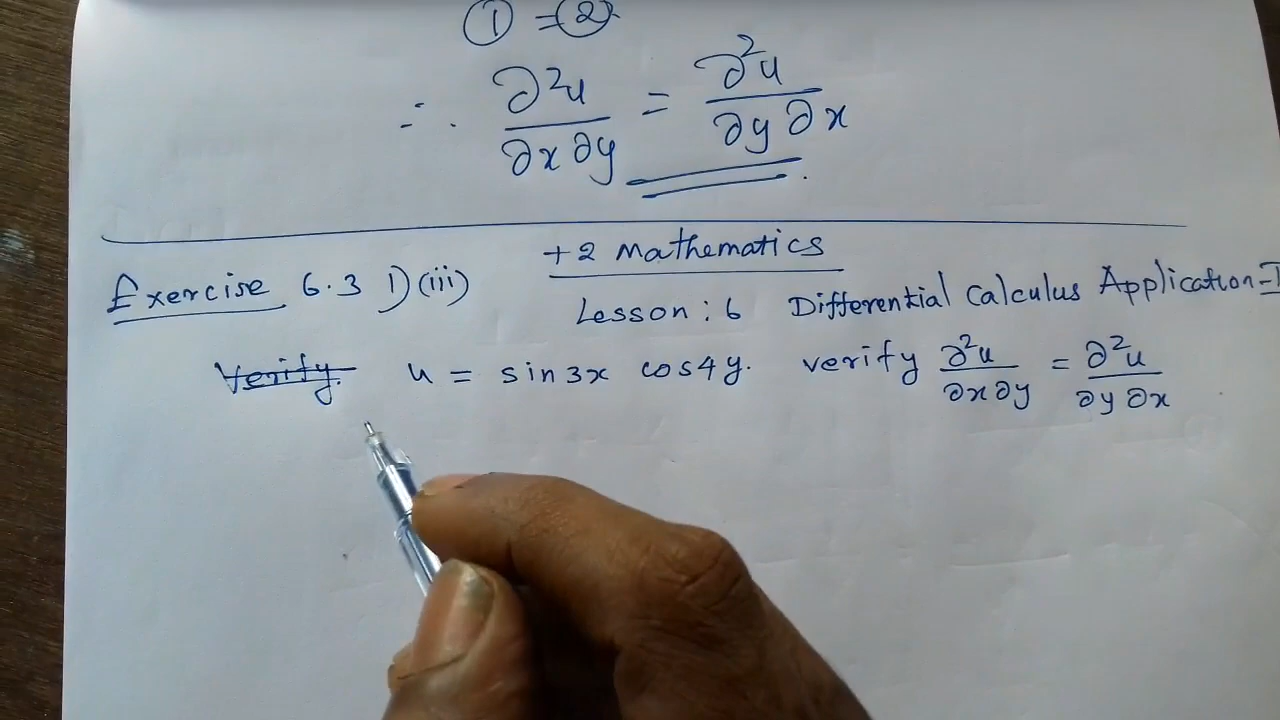 ① = ②
∴ ∂²u/∂x∂y = ∂²u/∂y∂x.
+2 Mathematics
Exercise 6.3 1)(iii)
Lesson : 6 Differential Calculus Application-I
Verify. u = sin3x cos4y. verify ∂²u/∂x∂y = ∂²u/∂y∂x